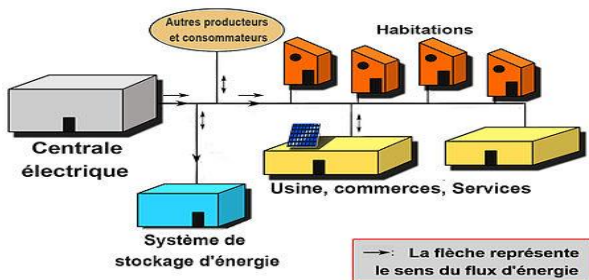 Autres producteurs
et consommateurs
Habitations
Centrale
électrique
Usine, commerces, Services
Système de
stockage d'énergie
: La flèche représente
le sens du flux d'énergie